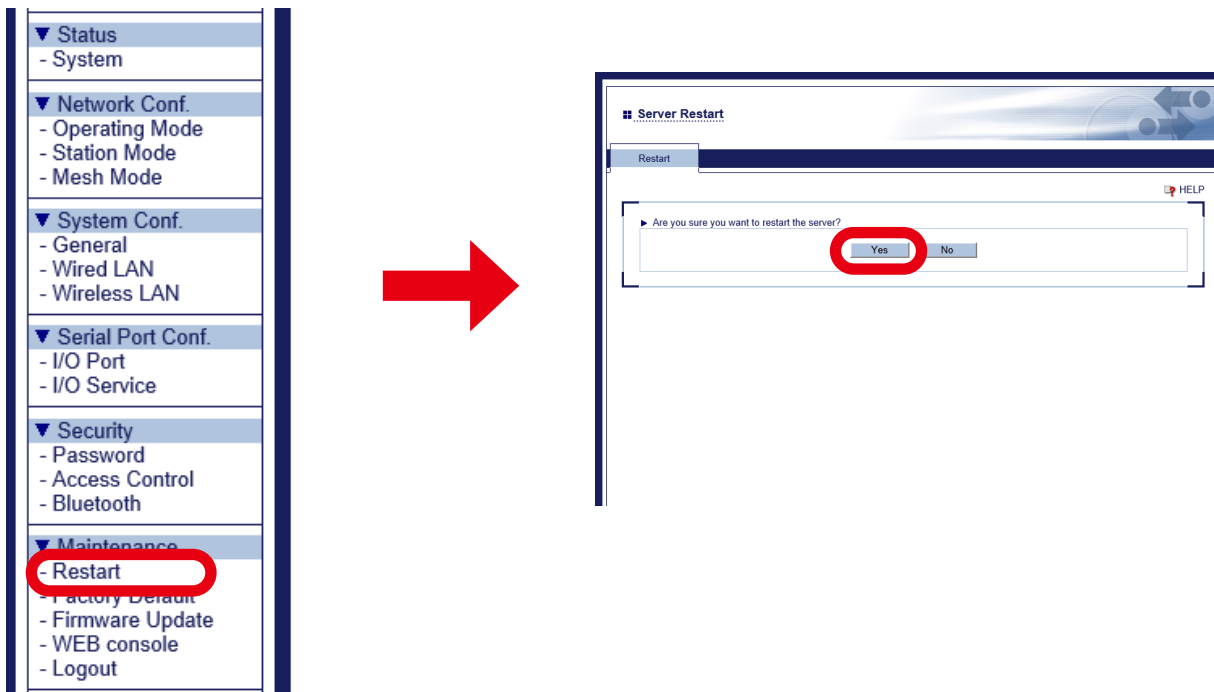 ▼ Status
- System
▼ Network Conf.
- Operating Mode
- Station Mode
- Mesh Mode
▼ System Conf.
- General
- Wired LAN
- Wireless LAN
▼ Serial Port Conf.
- I/O Port
- I/O Service
▼ Security
- Password
- Access Control
- Bluetooth
▼ Maintenance
- Restart
- Factory Default
- Firmware Update
- WEB console
- Logout
Server Restart
Restart
HELP
Are you sure you want to restart the server?
Yes No